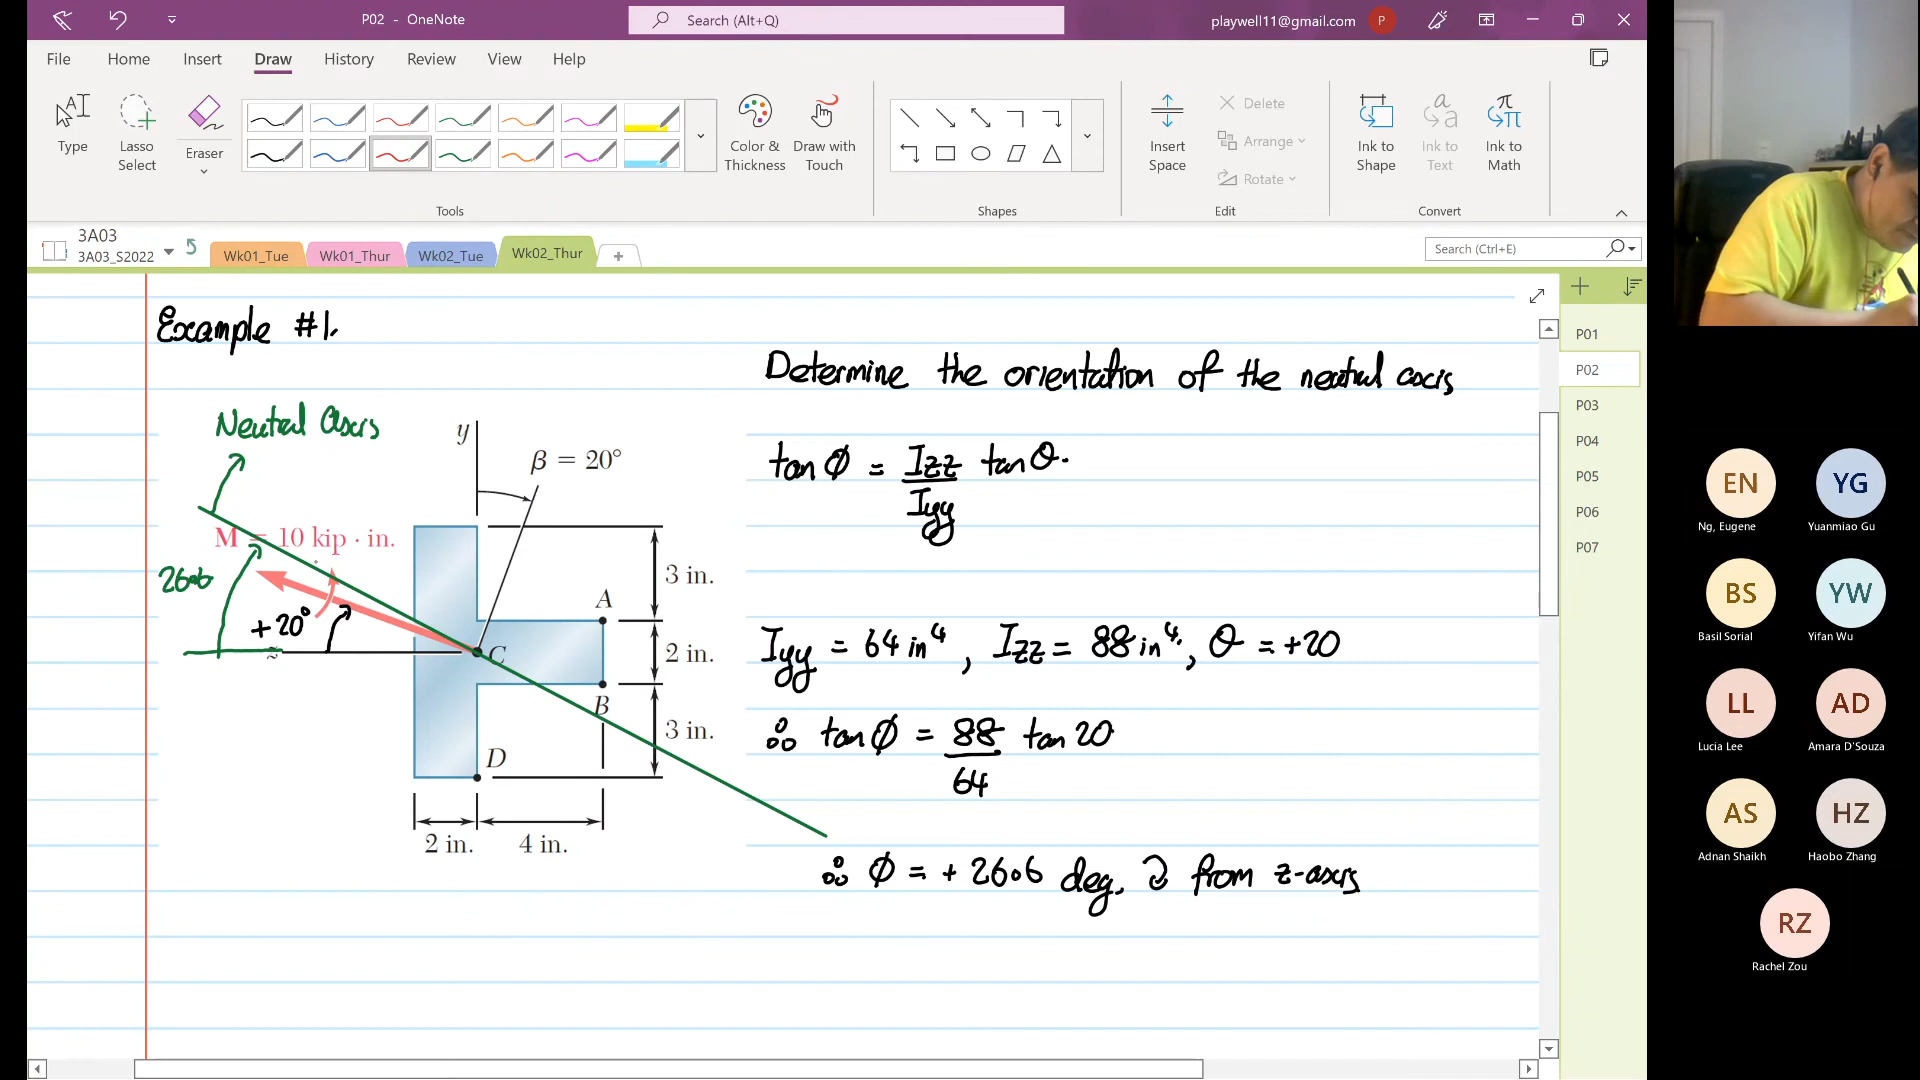 P02 - OneNote
Search (Alt+Q)
playwell11@gmail.com
P
File Home Insert Draw History Review View Help
Type
Lasso Select
Eraser
Color & Thickness
Draw with Touch
Insert Space
Delete
Arrange
Rotate
Ink to Shape
Ink to Text
Ink to Math
Tools
Shapes
Edit
Convert
3A03
3A03_S2022
Wk01_Tue
Wk01_Thur
Wk02_Tue
Wk02_Thur
Search (Ctrl+E)
P01
P02
P03
P04
P05
P06
P07
Example #1.
Determine the orientation of the neutral axis
Neutral Axis
y
β = 20°
M = 10 kip · in.
26.6
+20°
z
C
A
B
D
3 in.
2 in.
3 in.
2 in.
4 in.
tan φ = Izz/Iyy tan θ.
Iyy = 64 in⁴, Izz = 88 in⁴, θ = +20
∴ tan φ = 88/64 tan 20
∴ φ = + 26.6 deg, ↻ from z-axis
EN
Ng, Eugene
YG
Yuanmiao Gu
BS
Basil Sorial
YW
Yifan Wu
LL
Lucia Lee
AD
Amara D'Souza
AS
Adnan Shaikh
HZ
Haobo Zhang
RZ
Rachel Zou